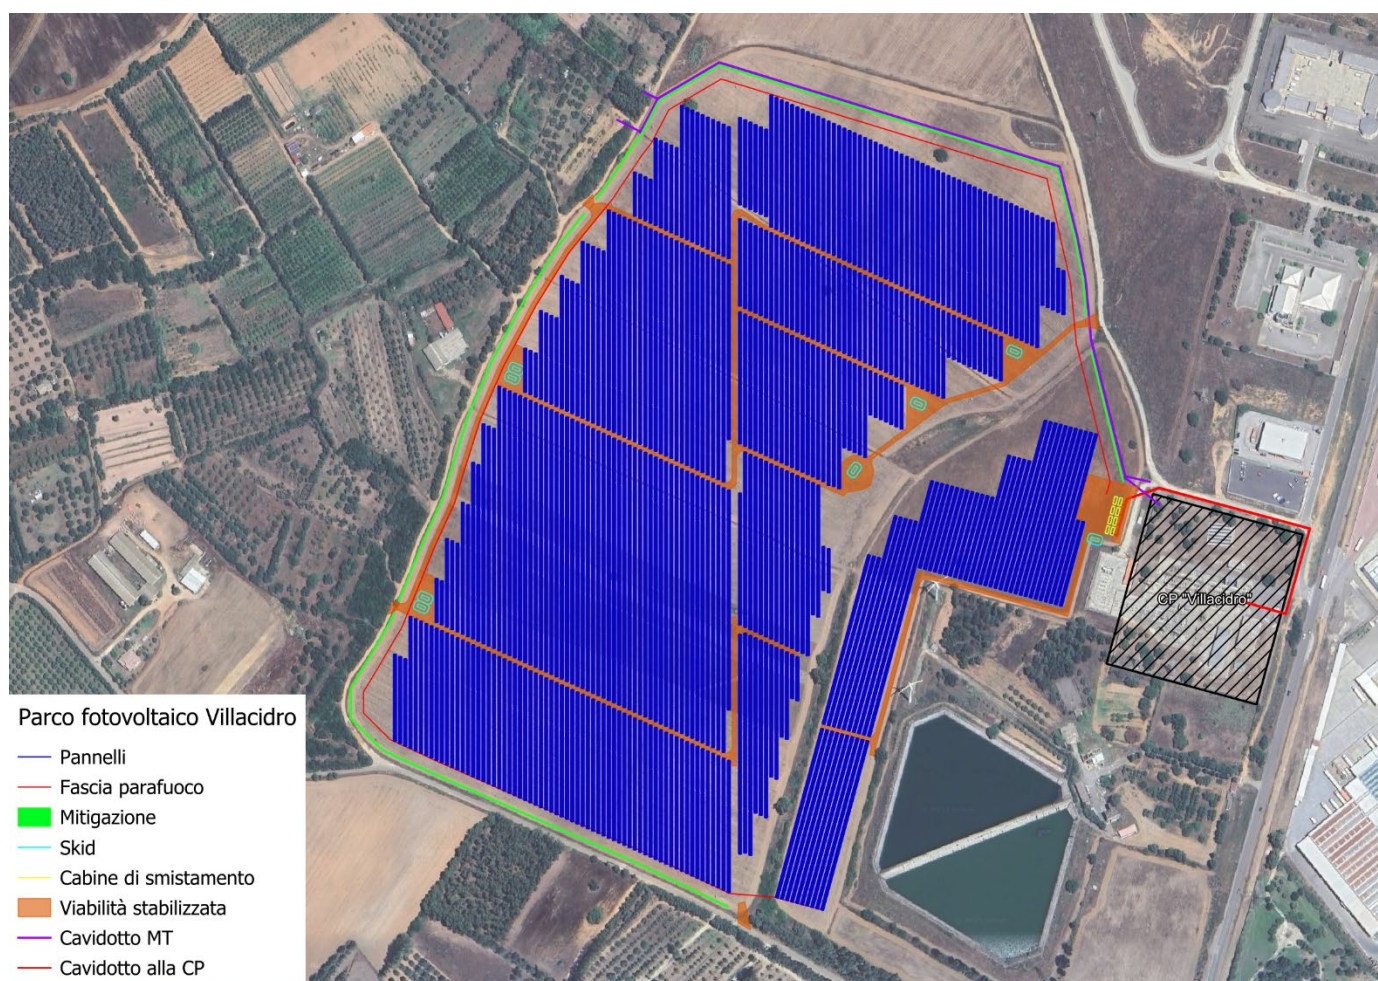 CP "Villacidro"
Parco fotovoltaico Villacidro
Pannelli
Fascia parafuoco
Mitigazione
Skid
Cabine di smistamento
Viabilità stabilizzata
Cavidotto MT
Cavidotto alla CP